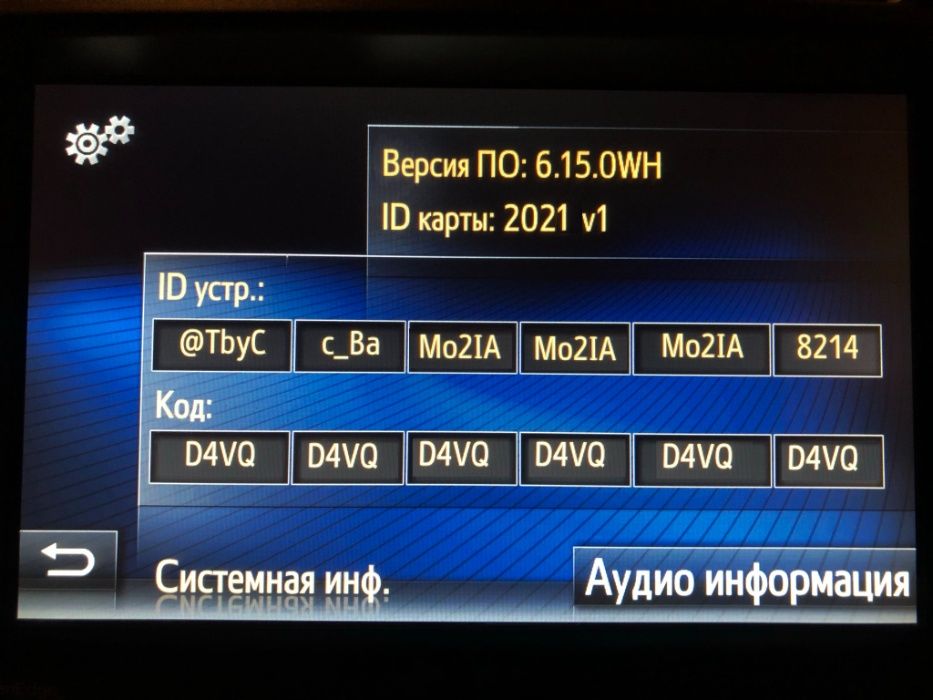 Версия ПО: 6.15.0WH
ID карты: 2021 v1
ID устр.:
@TbyC c_Ba Mo2IA Mo2IA Mo2IA 8214
Код:
D4VQ D4VQ D4VQ D4VQ D4VQ D4VQ
Системная инф.
Аудио информация